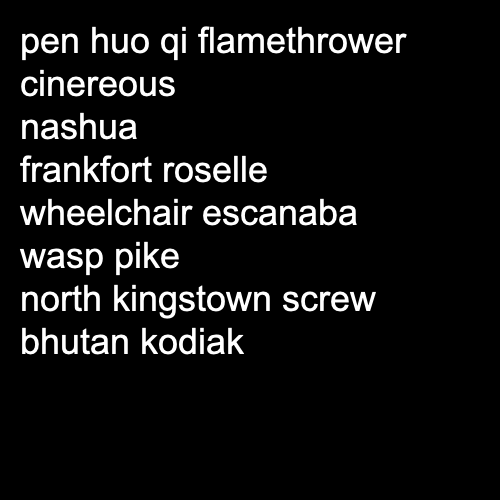 pen huo qi flamethrower
cinereous
nashua
frankfort roselle
wheelchair escanaba
wasp pike
north kingstown screw
bhutan kodiak